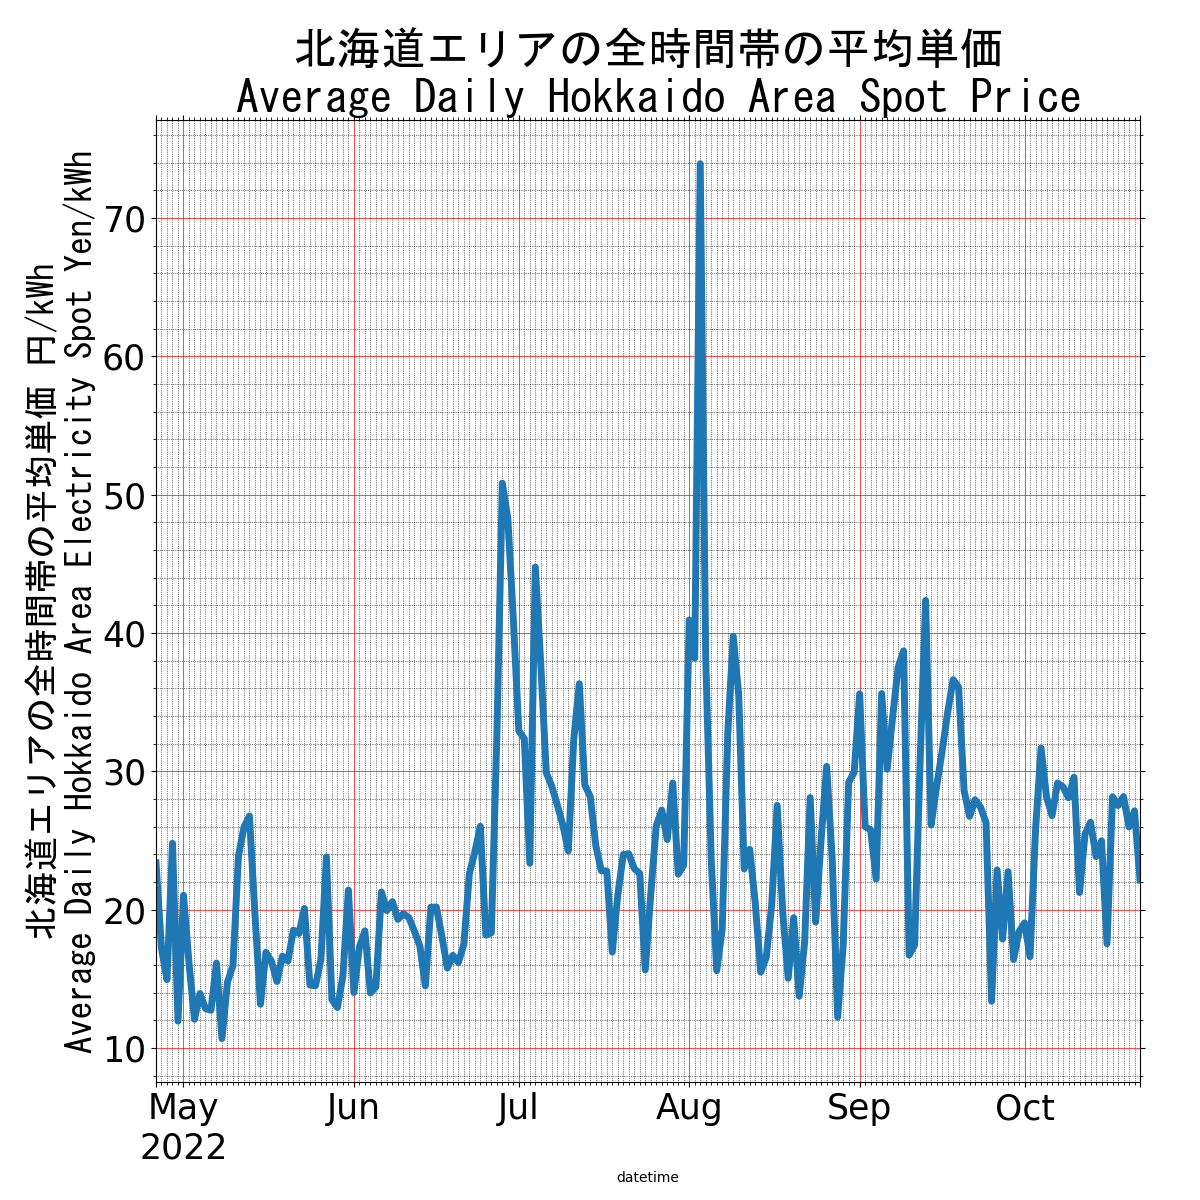 北海道エリアの全時間帯の平均単価
Average Daily Hokkaido Area Spot Price
北海道エリアの全時間帯の平均単価 円/kWh
Average Daily Hokkaido Area Electricity Spot Yen/kWh
70
60
50
40
30
20
10
May Jun Jul Aug Sep Oct
2022
datetime